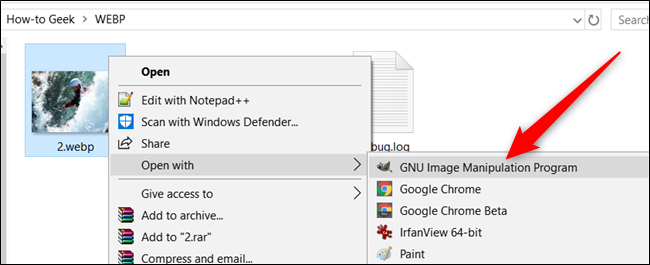 How-to Geek > WEBP
Search
2.webp
bug.log
Open
Edit with Notepad++
Scan with Windows Defender...
Share
Open with
Give access to
Add to archive...
Add to "2.rar"
Compress and email...
GNU Image Manipulation Program
Google Chrome
Google Chrome Beta
IrfanView 64-bit
Paint